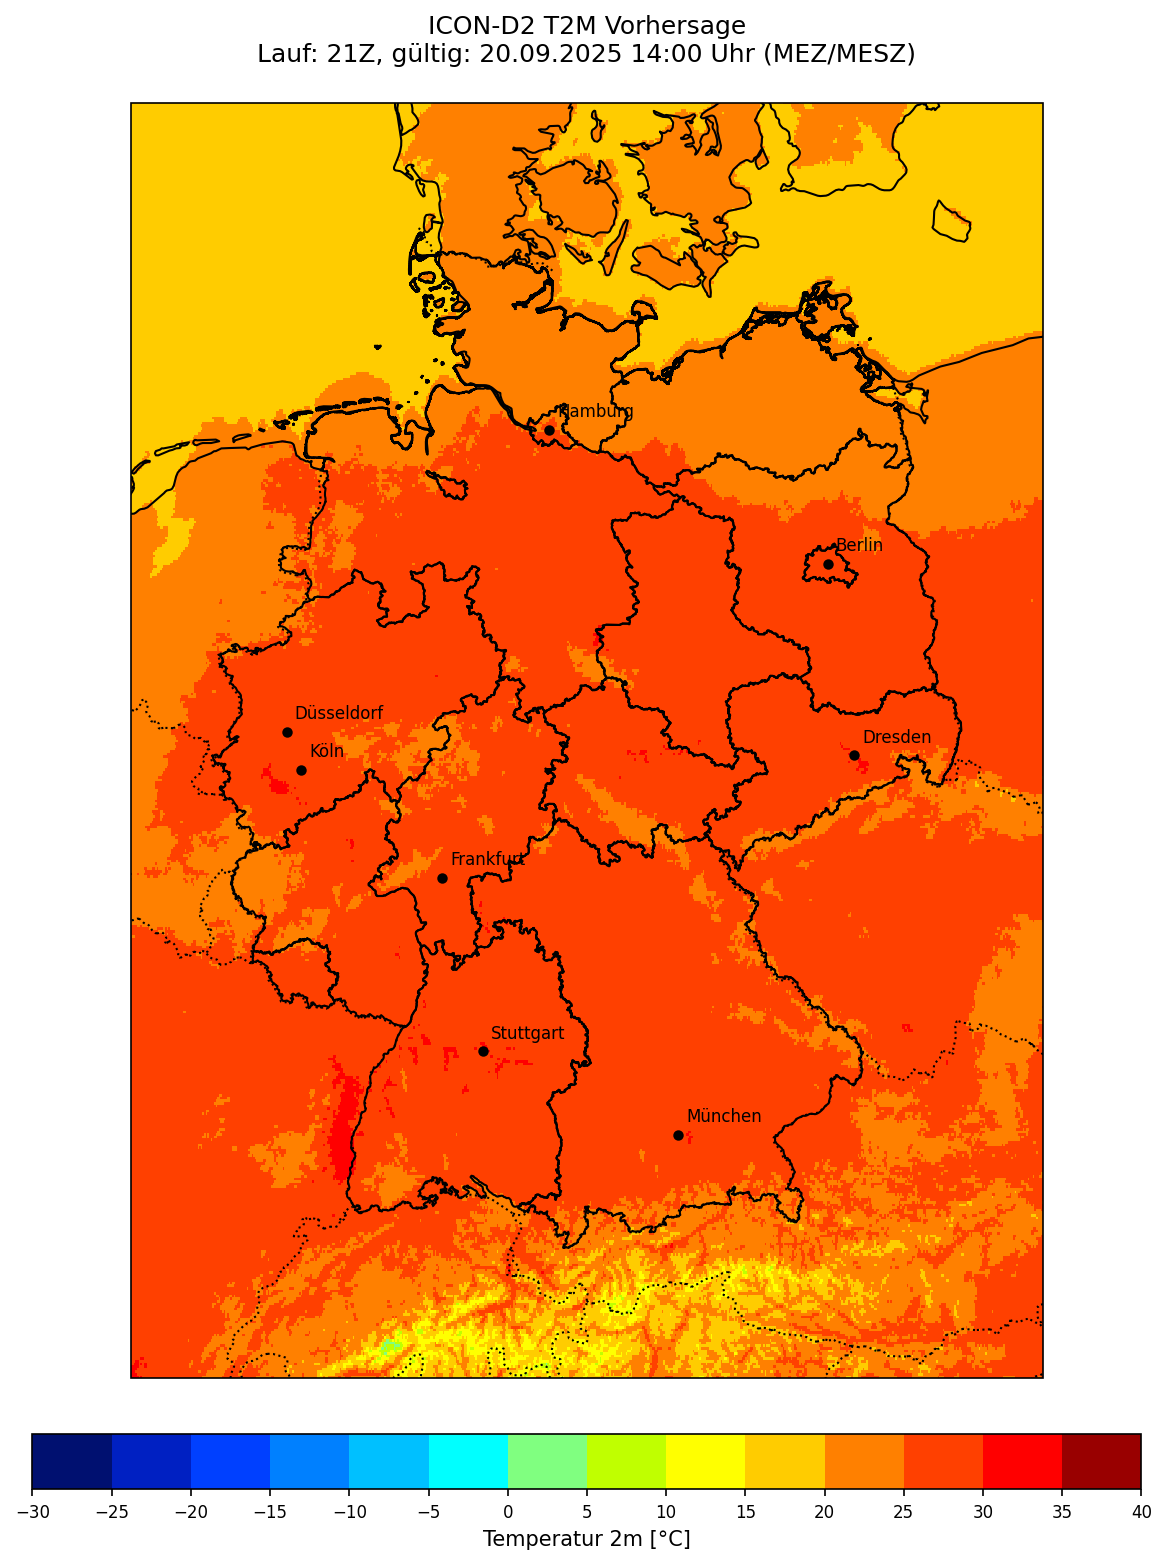 ICON-D2 T2M Vorhersage
Lauf: 21Z, gültig: 20.09.2025 14:00 Uhr (MEZ/MESZ)
Hamburg
Berlin
Düsseldorf
Dresden
Köln
Frankfurt
Stuttgart
München
−30 −25 −20 −15 −10 −5 0 5 10 15 20 25 30 35 40
Temperatur 2m [°C]